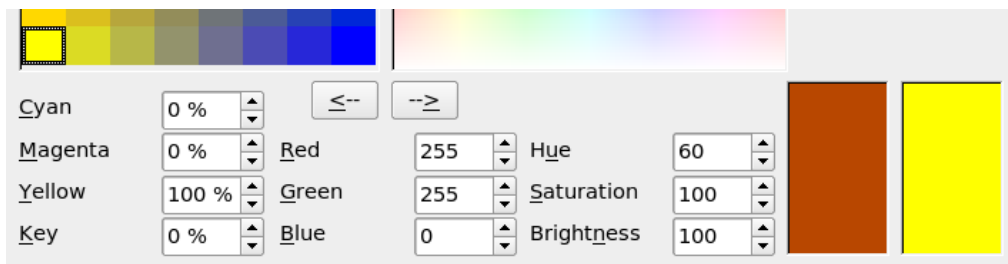 Cyan 0 % <-- -->
Magenta 0 % Red 255 Hue 60
Yellow 100 % Green 255 Saturation 100
Key 0 % Blue 0 Brightness 100